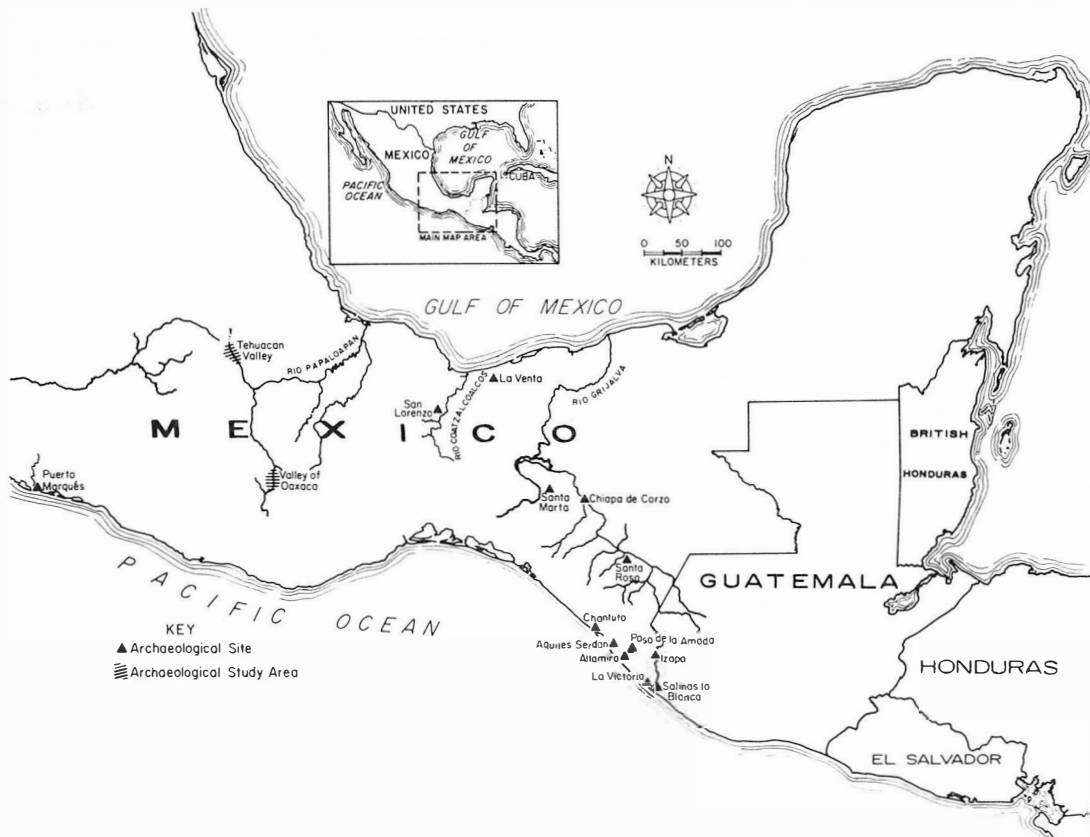 UNITED STATES
GULF
OF
MEXICO
MEXICO
CUBA
PACIFIC
OCEAN
MAIN MAP AREA
N
0 50 100
KILOMETERS
GULF OF MEXICO
Tehuacan
Valley
RIO PAPALOAPAN
La Venta
San
Lorenzo
RIO COATZALCOALCOS
RIO GRIJALVA
MEXICO
BRITISH
HONDURAS
Puerto
Marqués
Valley of
Oaxaca
Santa
Marta
Chiapa de Corzo
Santa
Rosa
GUATEMALA
PACIFIC OCEAN
Chantuto
KEY
Archaeological Site
Archaeological Study Area
Aquiles Serdan
Paso de la Amada
Altamira
Izapa
La Victoria
Salinas la
Blanca
HONDURAS
EL SALVADOR